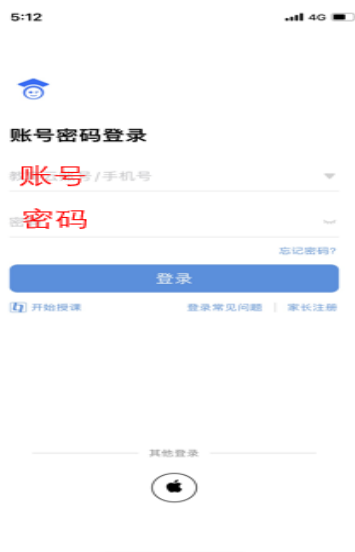 5:12
4G
账号密码登录
账号
号/手机号
密码
忘记密码?
登录
开始授课
登录常见问题
家长注册
其他登录